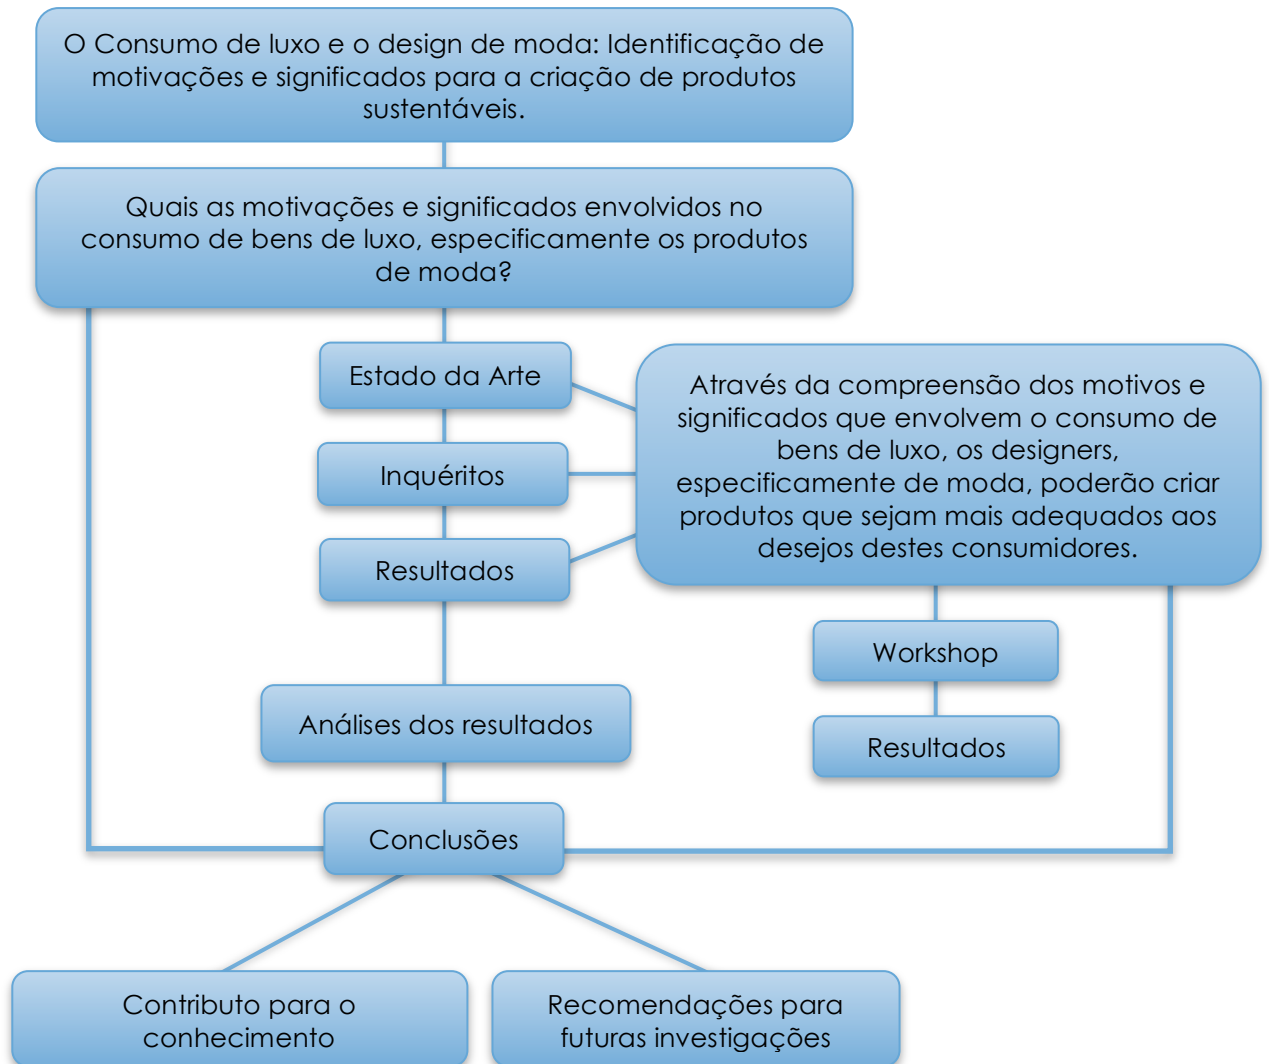 O Consumo de luxo e o design de moda: Identificação de
motivações e significados para a criação de produtos
sustentáveis.
Quais as motivações e significados envolvidos no
consumo de bens de luxo, especificamente os produtos
de moda?
Estado da Arte
Inquéritos
Resultados
Através da compreensão dos motivos e
significados que envolvem o consumo de
bens de luxo, os designers,
especificamente de moda, poderão criar
produtos que sejam mais adequados aos
desejos destes consumidores.
Workshop
Resultados
Análises dos resultados
Conclusões
Contributo para o
conhecimento
Recomendações para
futuras investigações